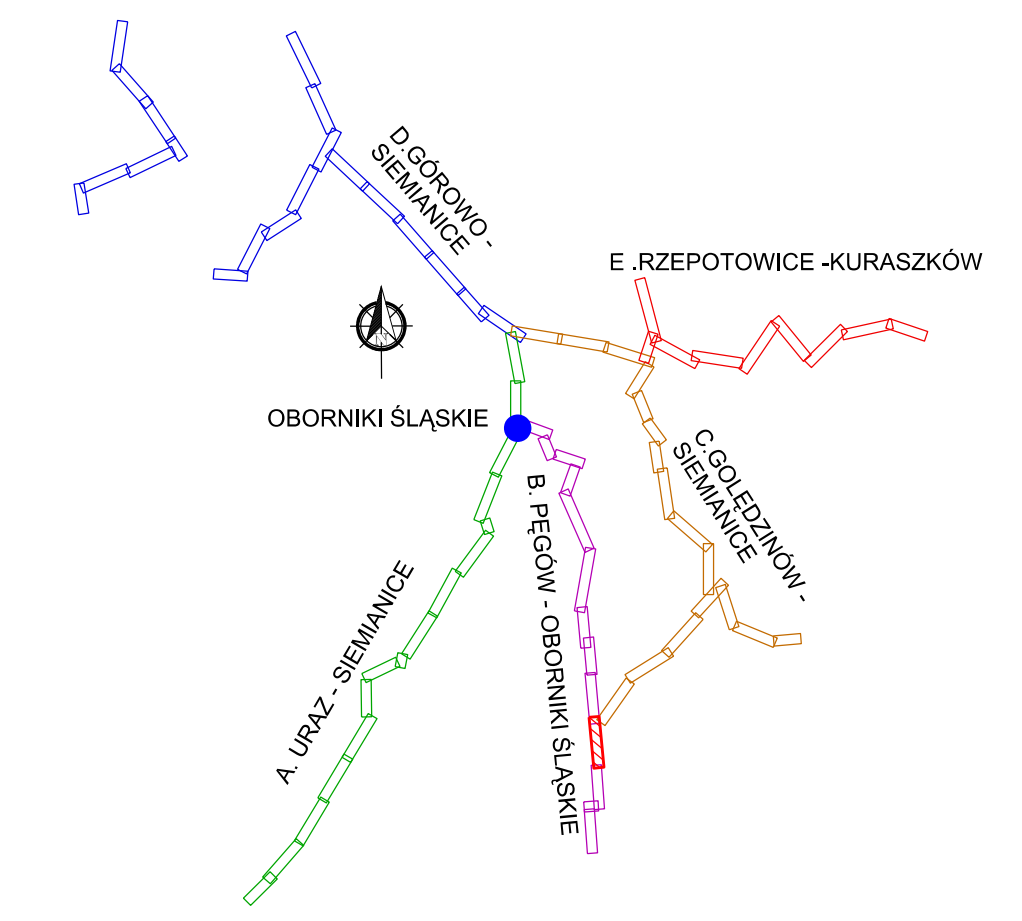 D.GÓROWO -
SIEMIANICE
E .RZEPOTOWICE -KURASZKÓW
N
OBORNIKI ŚLĄSKIE
C.GOLĘDZINÓW -
SIEMIANICE
B. PĘGÓW - OBORNIKI ŚLĄSKIE
A. URAZ - SIEMIANICE